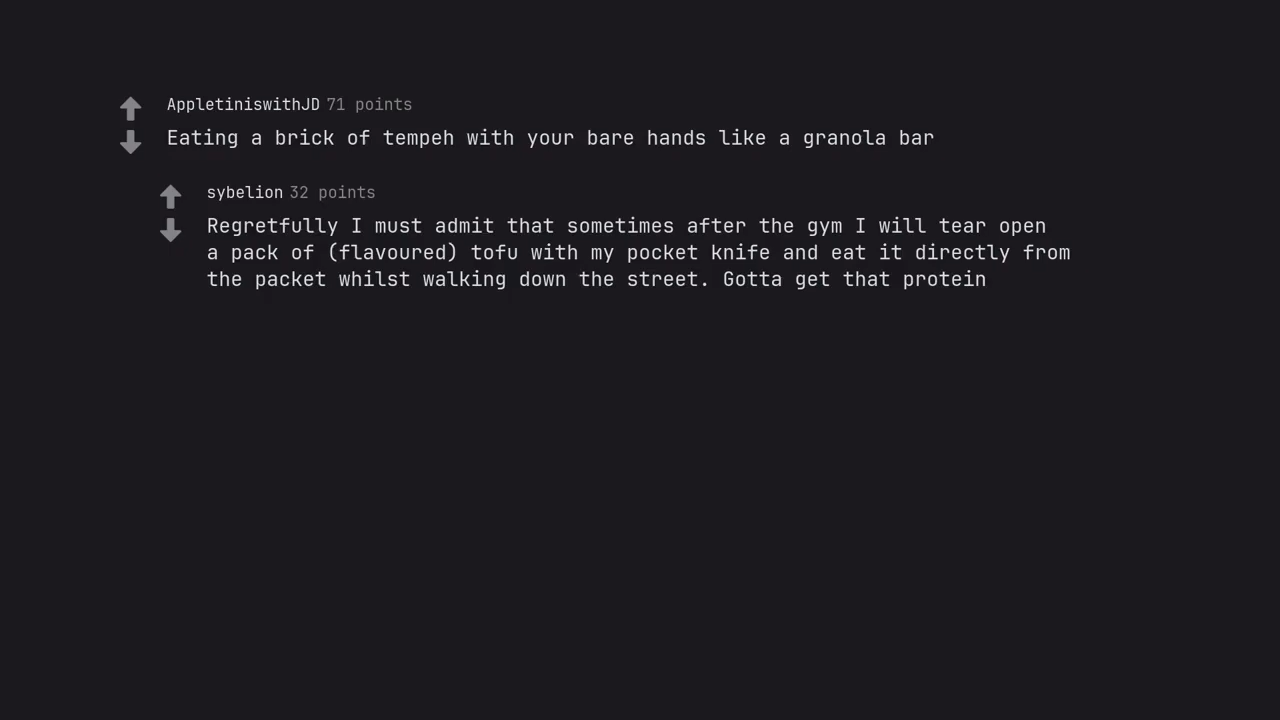 AppletiniswithJD 71 points
Eating a brick of tempeh with your bare hands like a granola bar
sybelion 32 points
Regretfully I must admit that sometimes after the gym I will tear open
a pack of (flavoured) tofu with my pocket knife and eat it directly from
the packet whilst walking down the street. Gotta get that protein